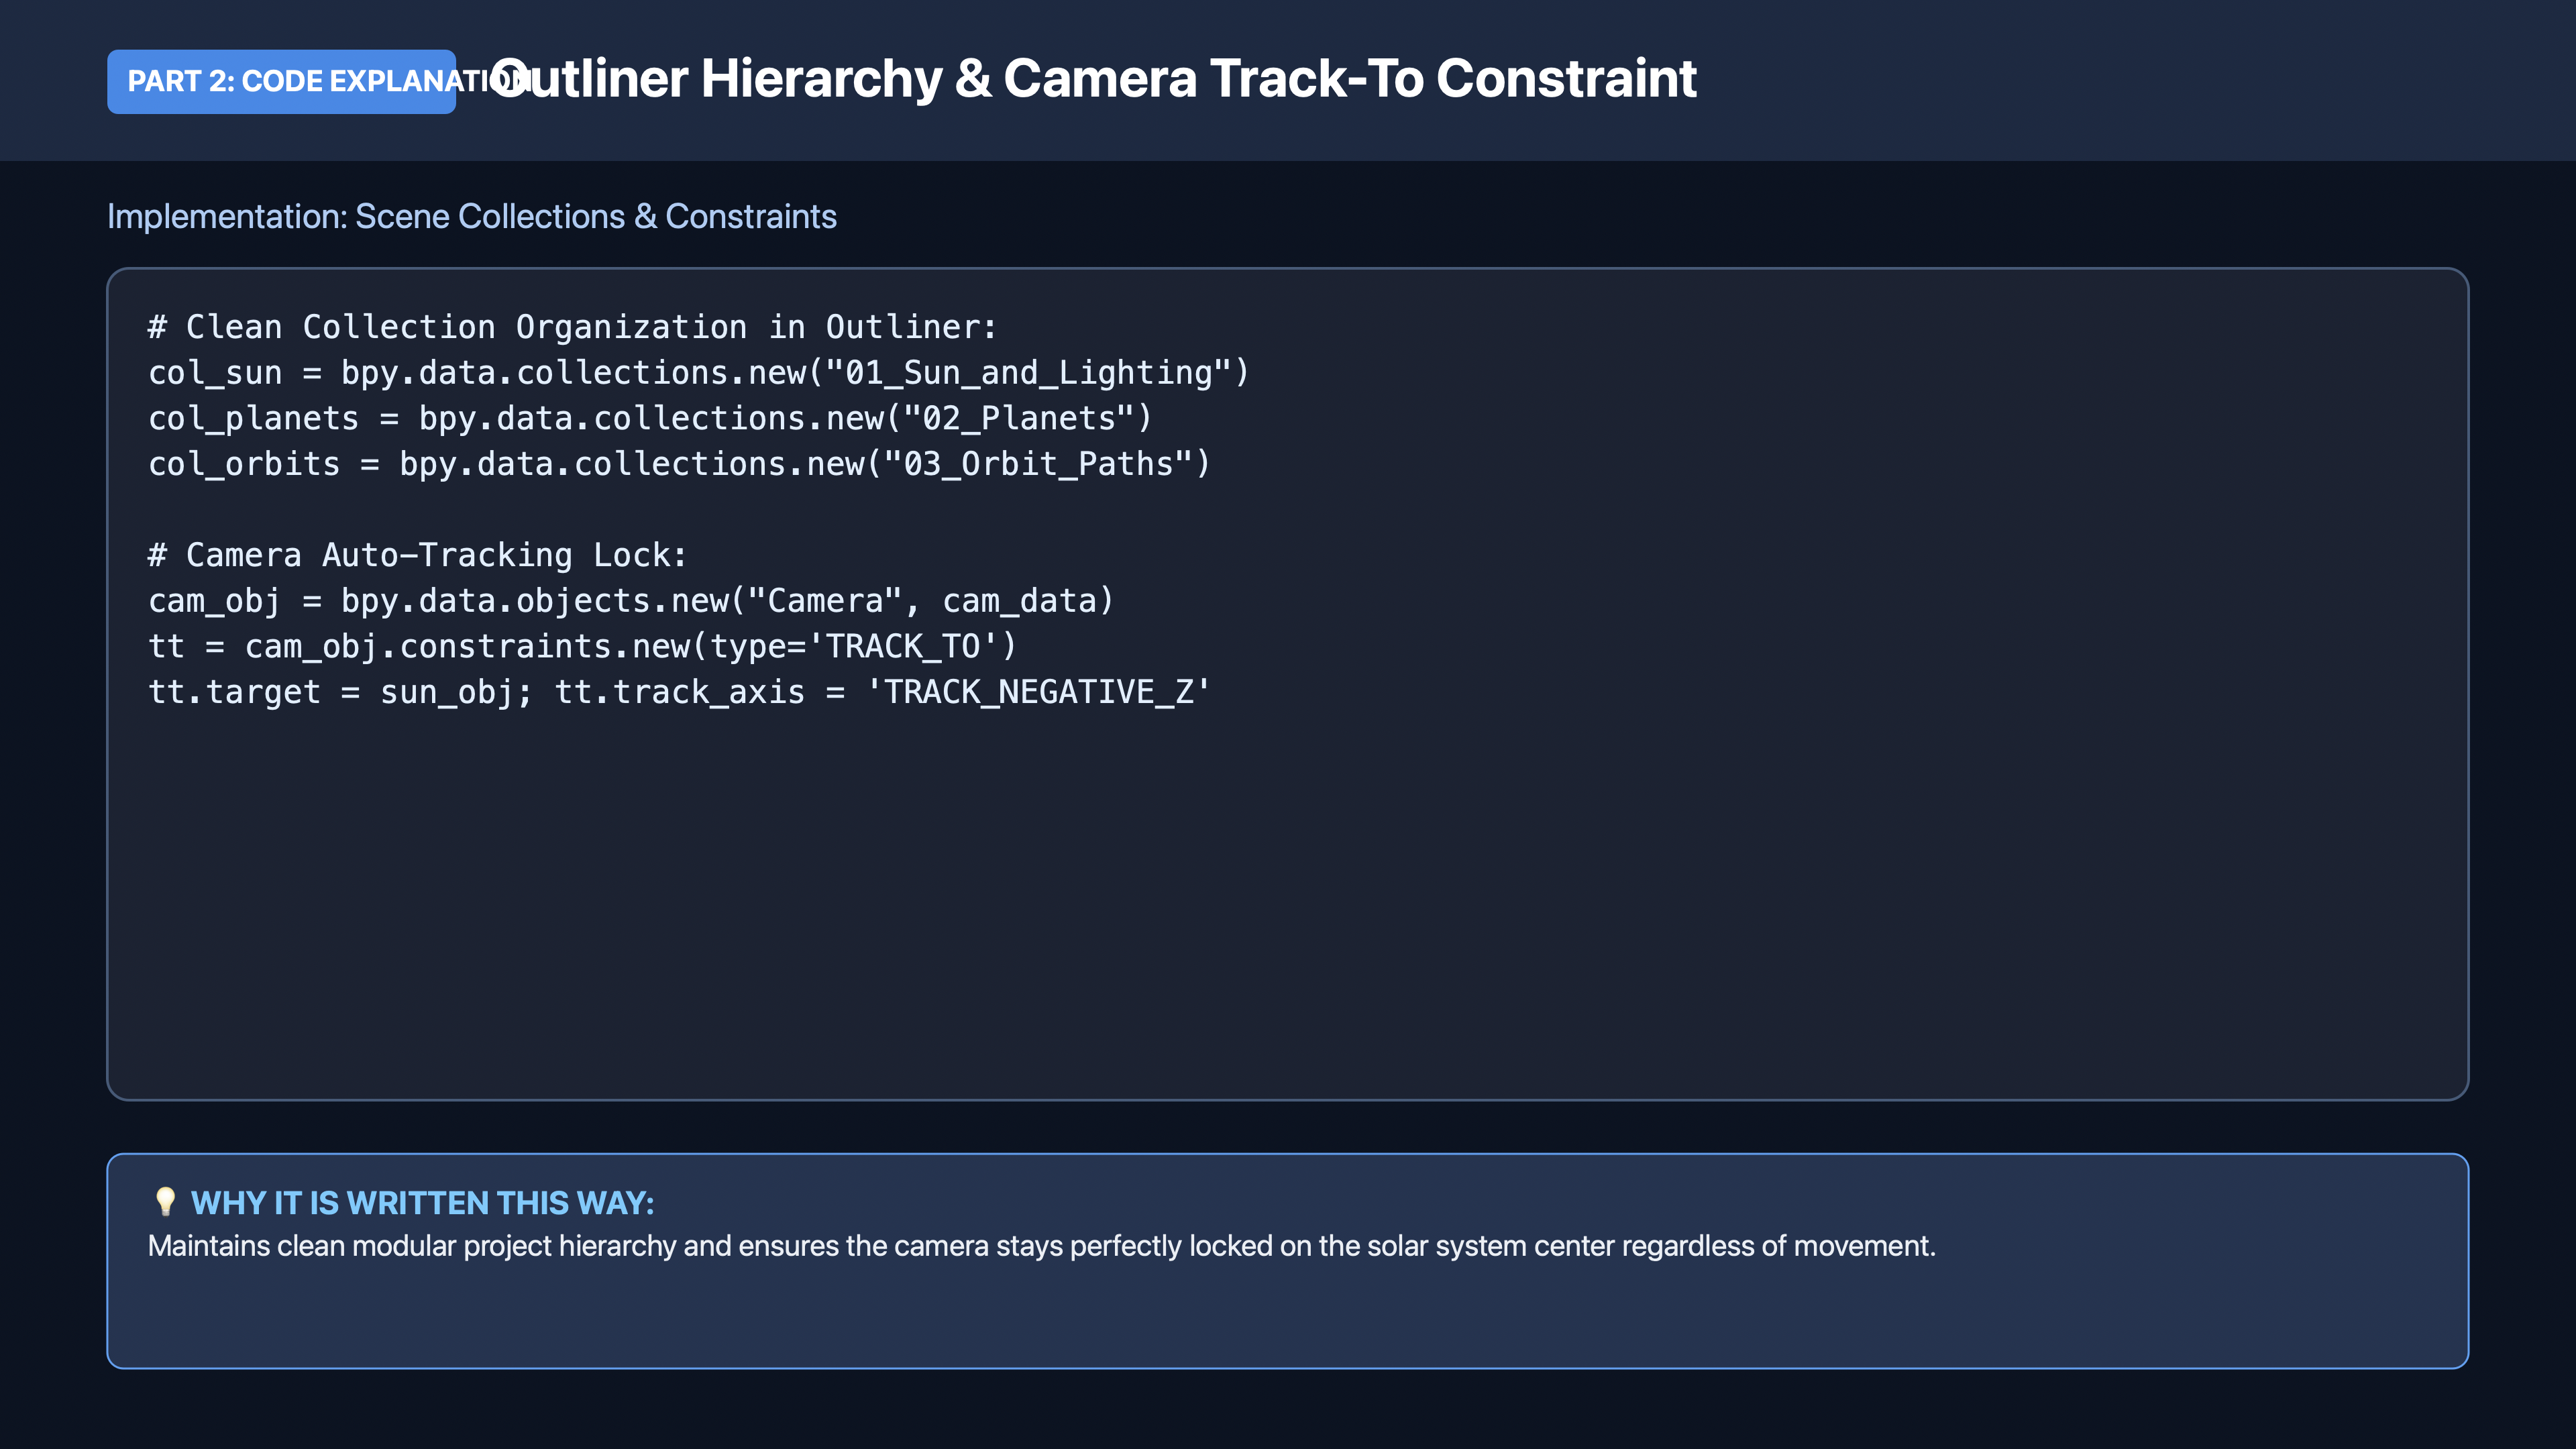 PART 2: CODE EXPLANATION
Outliner Hierarchy & Camera Track-To Constraint
Implementation: Scene Collections & Constraints
# Clean Collection Organization in Outliner:
col_sun = bpy.data.collections.new("01_Sun_and_Lighting")
col_planets = bpy.data.collections.new("02_Planets")
col_orbits = bpy.data.collections.new("03_Orbit_Paths")
# Camera Auto-Tracking Lock:
cam_obj = bpy.data.objects.new("Camera", cam_data)
tt = cam_obj.constraints.new(type='TRACK_TO')
tt.target = sun_obj; tt.track_axis = 'TRACK_NEGATIVE_Z'
💡 WHY IT IS WRITTEN THIS WAY:
Maintains clean modular project hierarchy and ensures the camera stays perfectly locked on the solar system center regardless of movement.